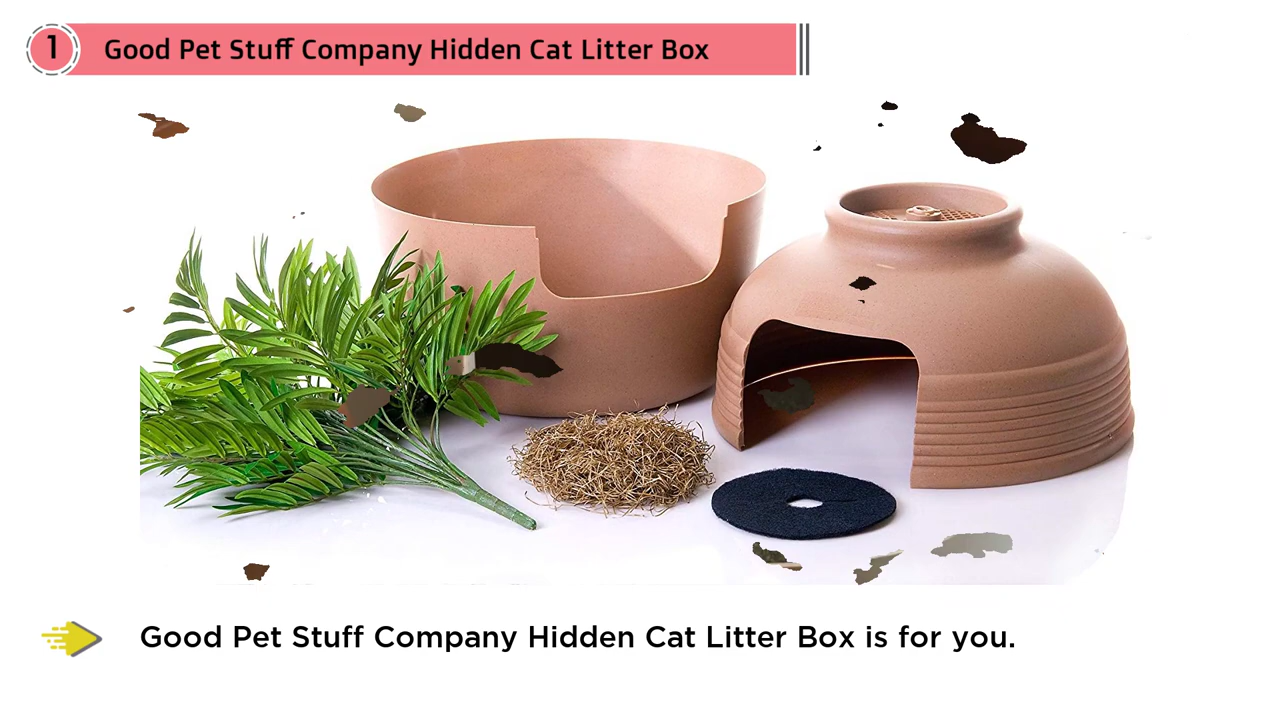 1 Good Pet Stuff Company Hidden Cat Litter Box
Good Pet Stuff Company Hidden Cat Litter Box is for you.